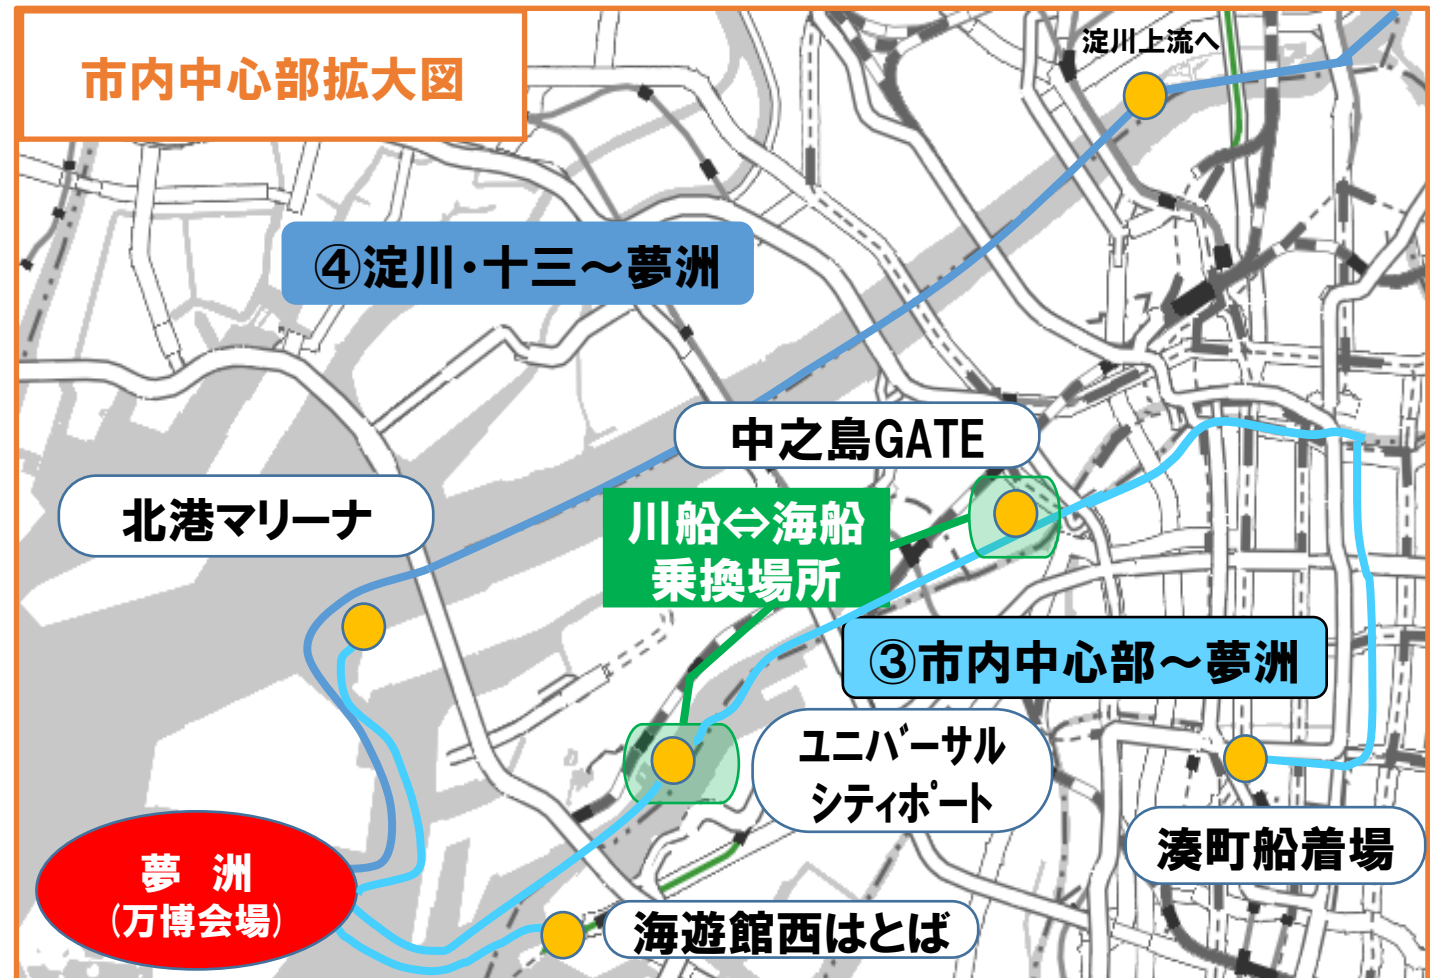 市内中心部拡大図
淀川上流へ
④淀川・十三～夢洲
中之島GATE
北港マリーナ
川船⇔海船
乗換場所
③市内中心部～夢洲
ユニバーサル
シティポート
湊町船着場
夢 洲
(万博会場)
海遊館西はとば